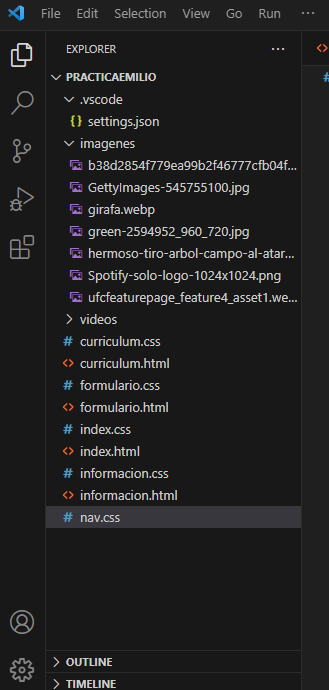 File Edit Selection View Go Run ···
EXPLORER ···
PRACTICAEMILIO
.vscode
{} settings.json
imagenes
b38d2854f779ea99b2f46777cfb04f...
GettyImages-545755100.jpg
girafa.webp
green-2594952_960_720.jpg
hermoso-tiro-arbol-campo-al-atar...
Spotify-solo-logo-1024x1024.png
ufcfeaturepage_feature4_asset1.we...
videos
# curriculum.css
<> curriculum.html
# formulario.css
<> formulario.html
# index.css
<> index.html
# informacion.css
<> informacion.html
# nav.css
OUTLINE
TIMELINE